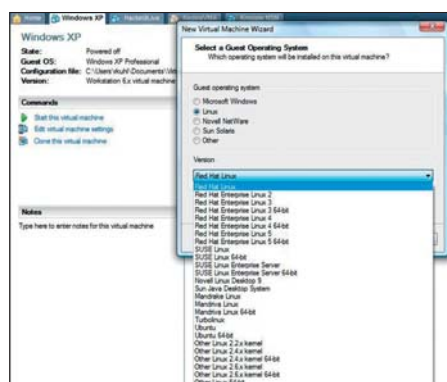 Home
Windows XP
Windows XP
State: Powered off
Guest OS: Windows XP Professional
Configuration file: C:\Users\
Version: Workstation 6.x virtual machine
Commands
Start this virtual machine
Edit virtual machine settings
Clone this virtual machine
Notes
Type here to enter notes for this virtual machine
New Virtual Machine Wizard
Select a Guest Operating System
Which operating system will be installed on this virtual machine?
Guest operating system
Microsoft Windows
Linux
Novell NetWare
Sun Solaris
Other
Version
Red Hat Linux
Red Hat Linux
Red Hat Enterprise Linux 2
Red Hat Enterprise Linux 3
Red Hat Enterprise Linux 3 64-bit
Red Hat Enterprise Linux 4
Red Hat Enterprise Linux 4 64-bit
Red Hat Enterprise Linux 5
Red Hat Enterprise Linux 5 64-bit
SUSE Linux
SUSE Linux 64-bit
SUSE Linux Enterprise Server
SUSE Linux Enterprise Server 64-bit
Novell Linux Desktop 9
Sun Java Desktop System
Mandrake Linux
Mandriva Linux
Mandriva Linux 64-bit
Turbolinux
Ubuntu
Ubuntu 64-bit
Other Linux 2.2.x kernel
Other Linux 2.4.x kernel
Other Linux 2.4.x kernel 64-bit
Other Linux 2.6.x kernel
Other Linux 2.6.x kernel 64-bit